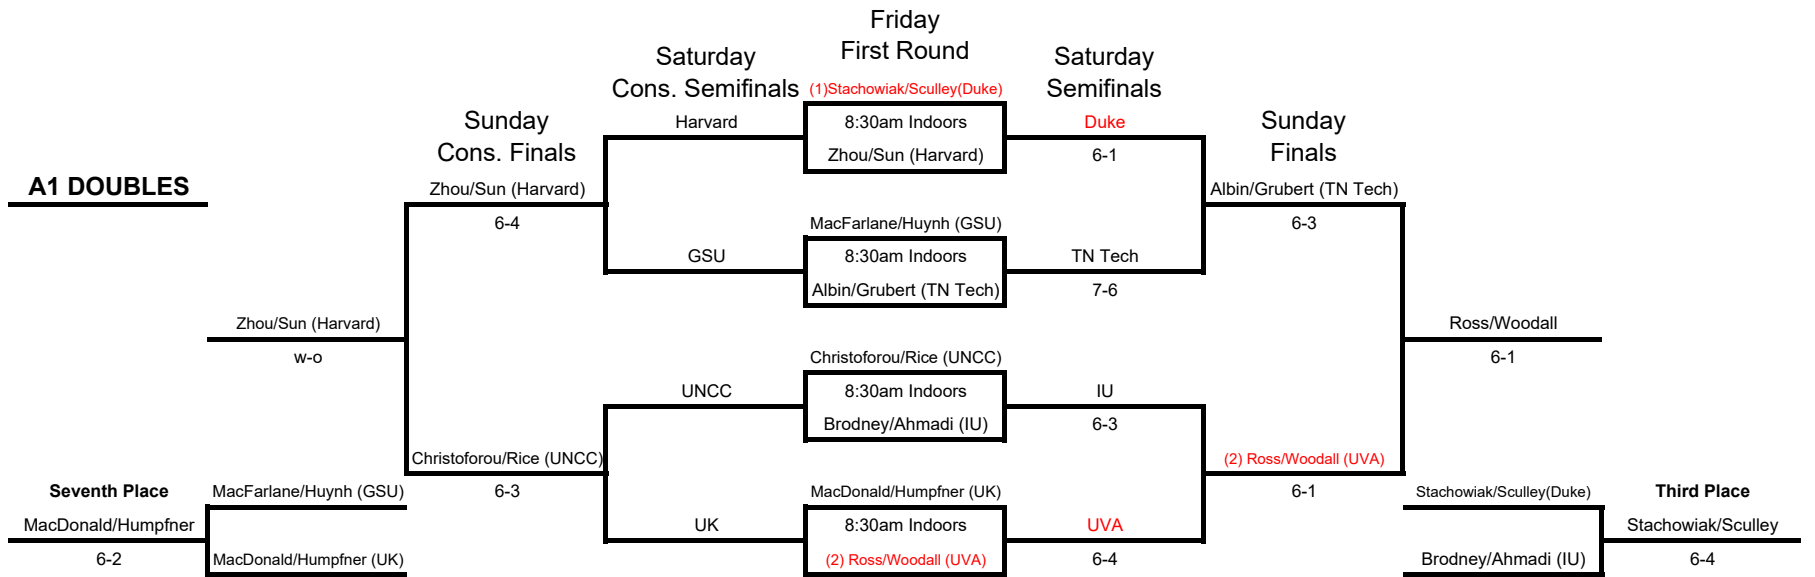 Friday
First Round
Saturday
Cons. Semifinals
Saturday
Semifinals
(1)Stachowiak/Sculley(Duke)
Sunday
Cons. Finals
Harvard
8:30am Indoors
Duke
Sunday
Finals
Zhou/Sun (Harvard)
6-1
A1 DOUBLES
Zhou/Sun (Harvard)
Albin/Grubert (TN Tech)
6-4
MacFarlane/Huynh (GSU)
6-3
GSU
8:30am Indoors
TN Tech
Albin/Grubert (TN Tech)
7-6
Zhou/Sun (Harvard)
Ross/Woodall
w-o
Christoforou/Rice (UNCC)
6-1
UNCC
8:30am Indoors
IU
Brodney/Ahmadi (IU)
6-3
Christoforou/Rice (UNCC)
(2) Ross/Woodall (UVA)
Seventh Place
MacFarlane/Huynh (GSU)
6-3
MacDonald/Humpfner (UK)
6-1
Stachowiak/Sculley(Duke)
Third Place
MacDonald/Humpfner
UK
8:30am Indoors
UVA
Stachowiak/Sculley
6-2
MacDonald/Humpfner (UK)
(2) Ross/Woodall (UVA)
6-4
Brodney/Ahmadi (IU)
6-4